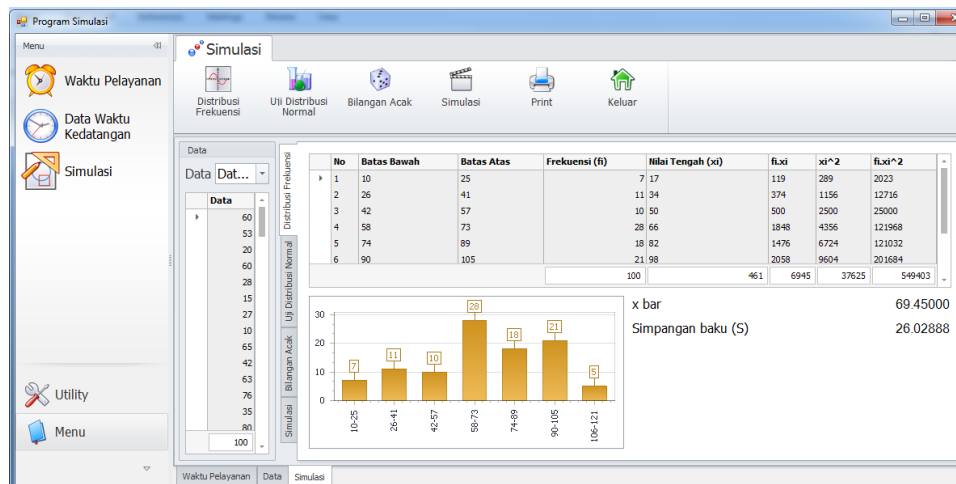 Program Simulasi
Menu
Waktu Pelayanan
Data Waktu
Kedatangan
Simulasi
Utility
Menu
Simulasi
Distribusi
Frekuensi
Uji Distribusi
Normal
Bilangan Acak
Simulasi
Print
Keluar
Data
Data Dat...
Data
60
53
20
60
28
15
27
10
65
42
63
76
35
80
100
Distribusi Frekuensi
Uji Distribusi Normal
Bilangan Acak
Simulasi
No Batas Bawah Batas Atas Frekuensi (fi) Nilai Tengah (xi) fi.xi xi^2 fi.xi^2
1 10 25 7 17 119 289 2023
2 26 41 11 34 374 1156 12716
3 42 57 10 50 500 2500 25000
4 58 73 28 66 1848 4356 121968
5 74 89 18 82 1476 6724 121032
6 90 105 21 98 2058 9604 201684
100 461 6945 37625 549403
30
20
10
0
7
11
10
28
18
21
5
10-25
26-41
42-57
58-73
74-89
90-105
106-121
x bar 69.45000
Simpangan baku (S) 26.02888
Waktu Pelayanan Data Simulasi